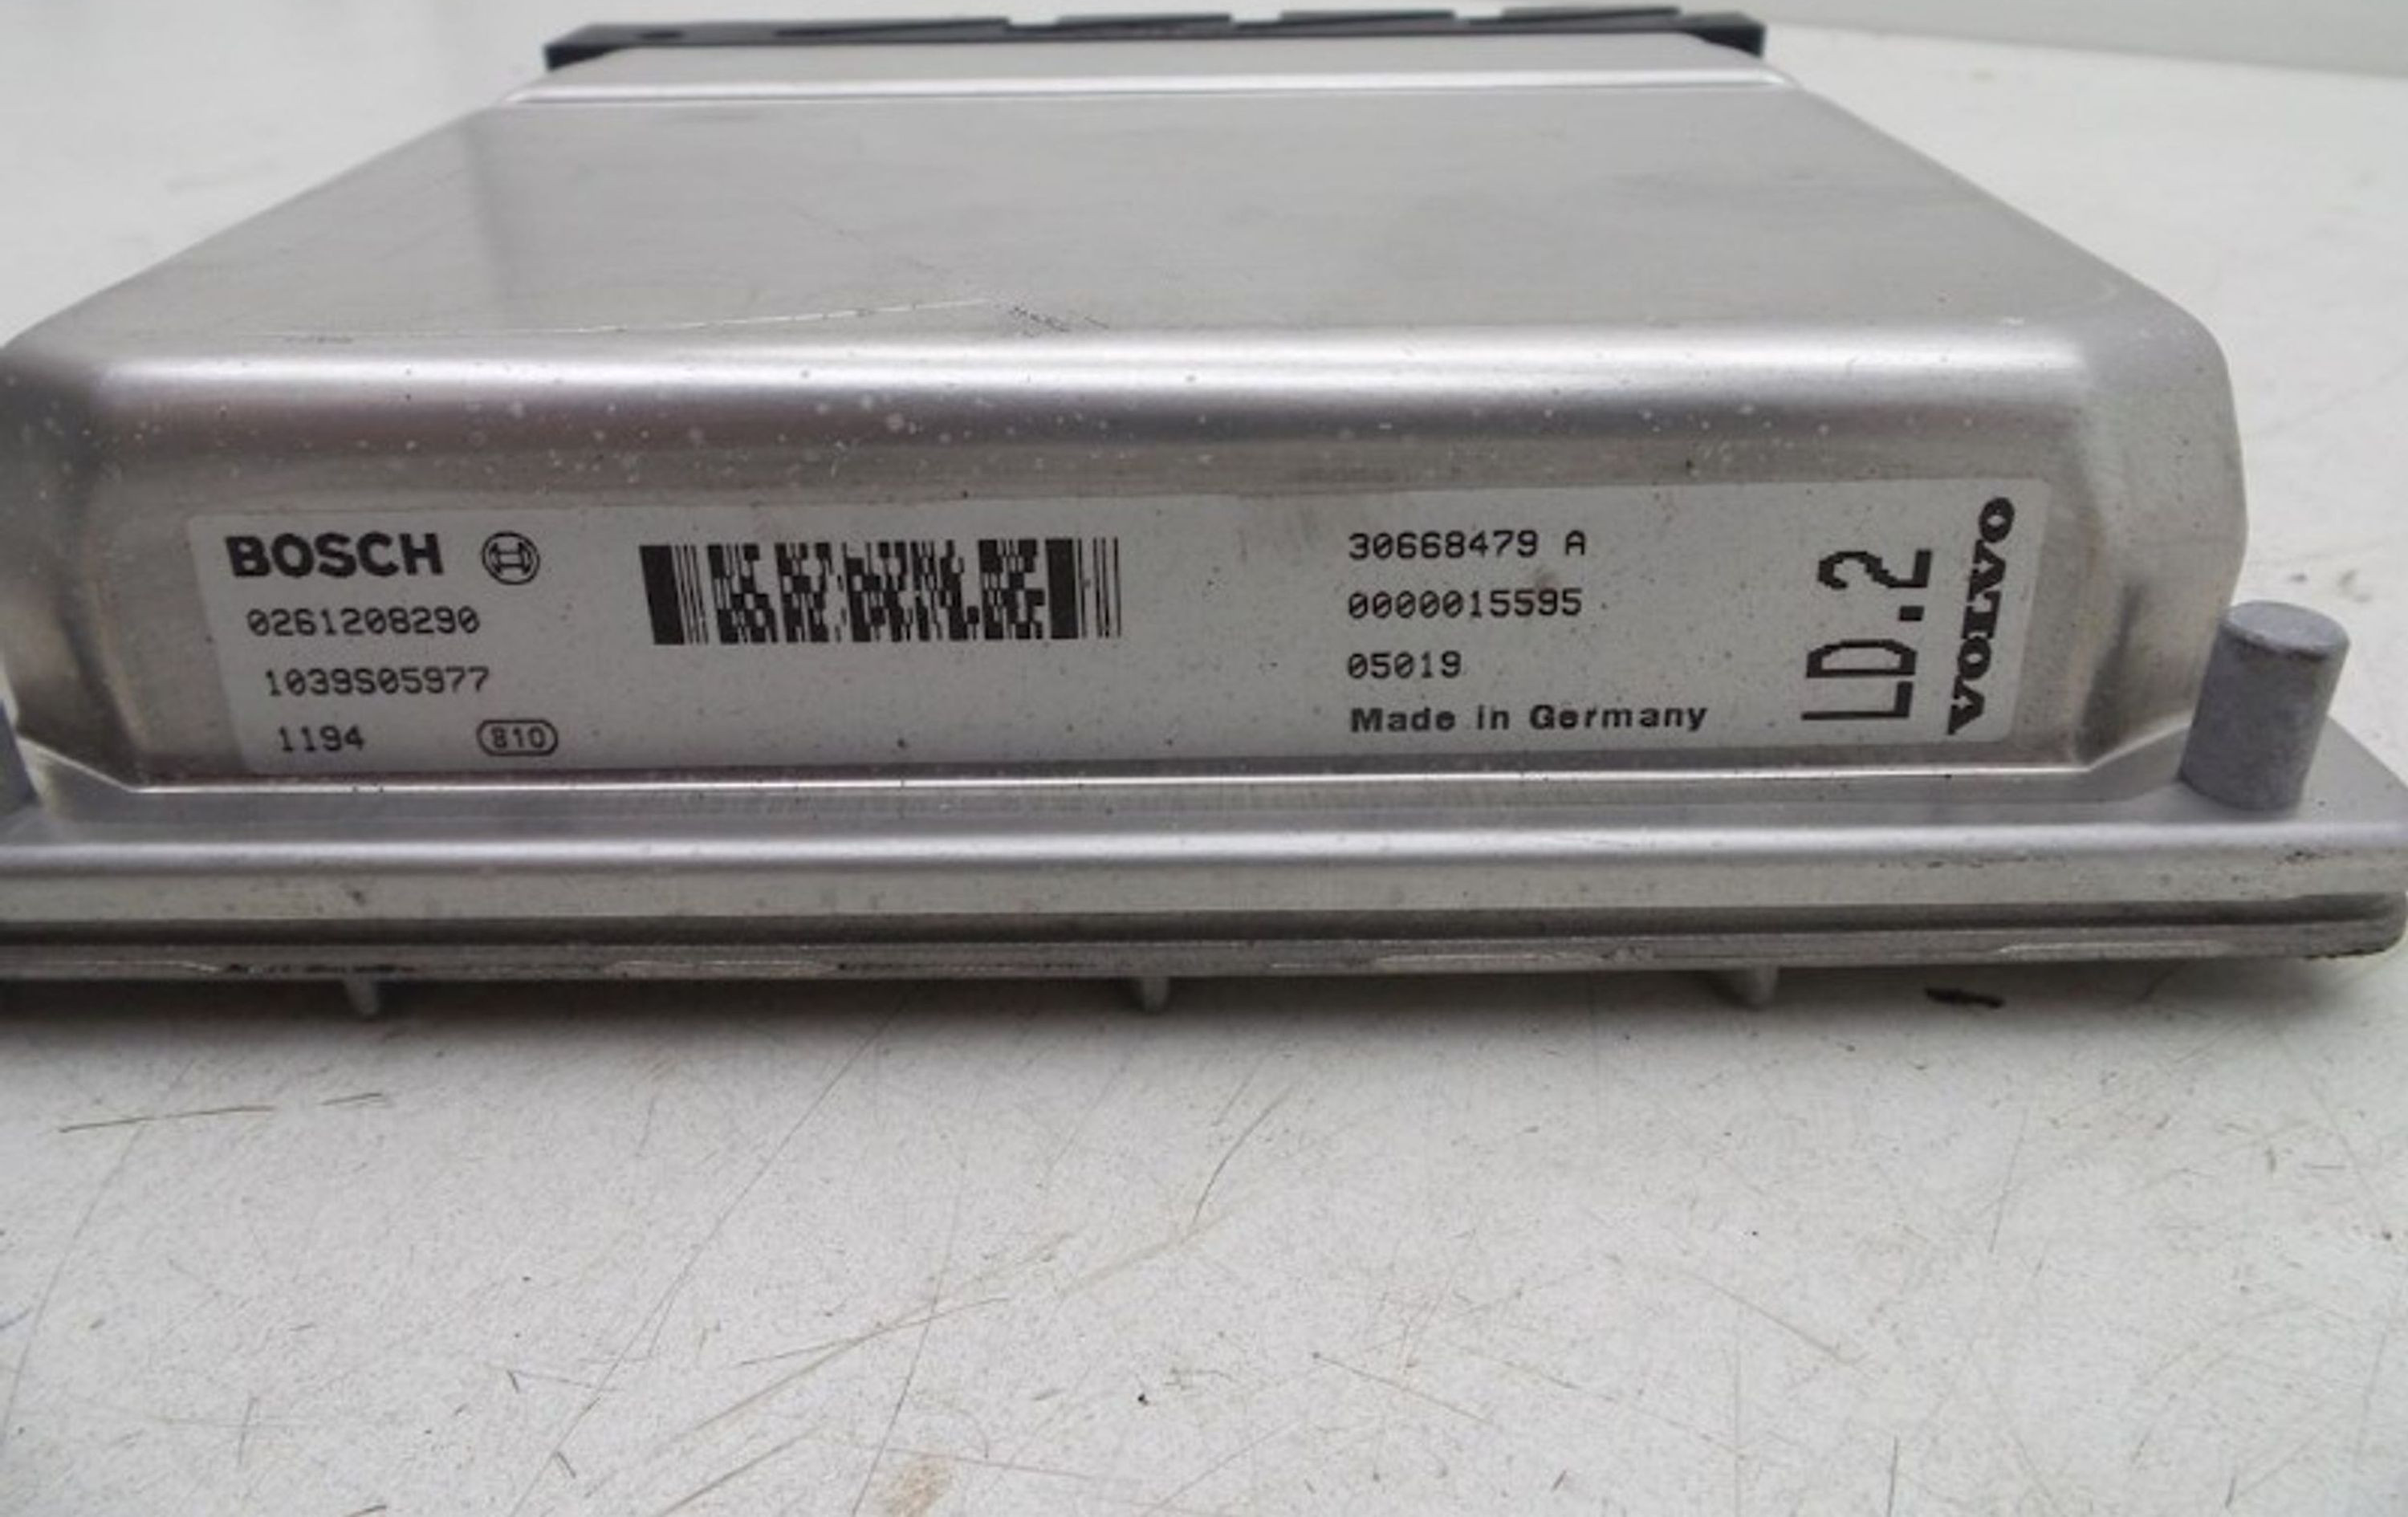 BOSCH
0261208290
1039S05977
1194 810
30668479 A
0000015595
05019
Made in Germany
LD.2
VOLVO